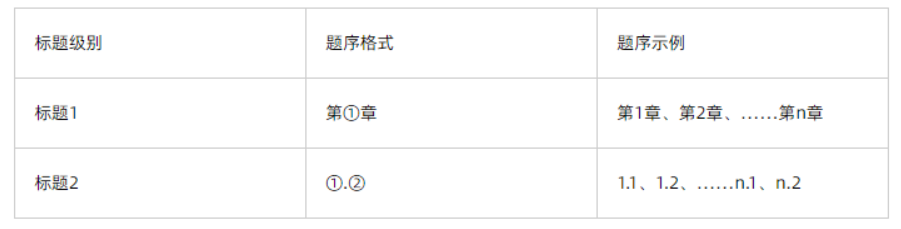 标题级别 题序格式 题序示例
标题1 第①章 第1章、第2章、……第n章
标题2 ①.② 1.1、1.2、……n.1、n.2